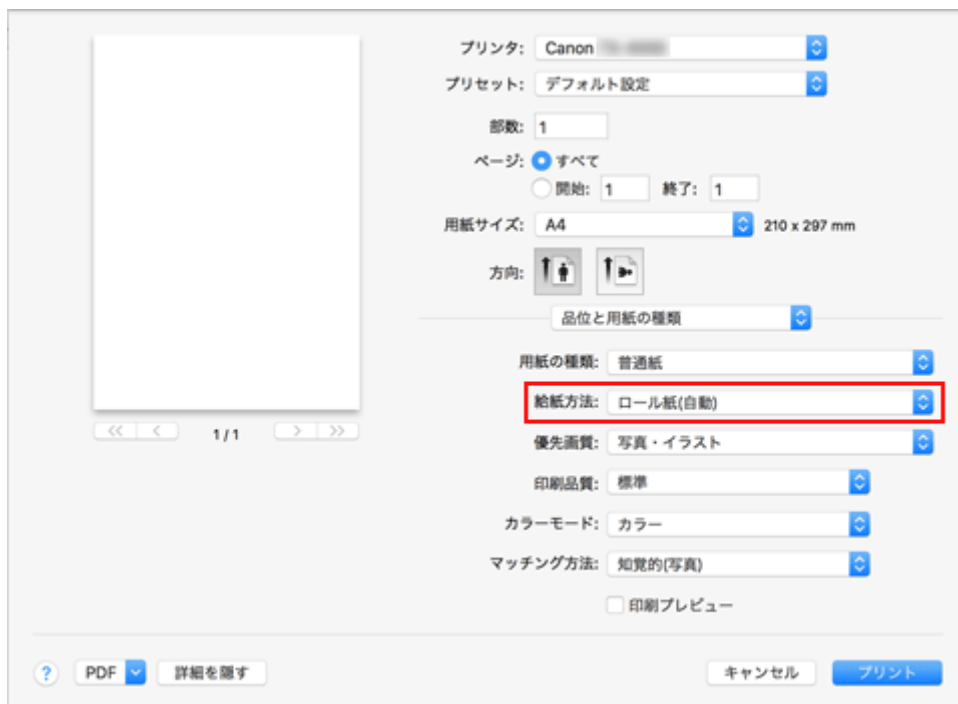 プリンタ: Canon
プリセット: デフォルト設定
部数: 1
ページ: すべて
開始: 1 終了: 1
用紙サイズ: A4 210 x 297 mm
方向:
品位と用紙の種類
用紙の種類: 普通紙
給紙方法: ロール紙(自動)
1 / 1
優先画質: 写真・イラスト
印刷品質: 標準
カラーモード: カラー
マッチング方法: 知覚的(写真)
印刷プレビュー
? PDF 詳細を隠す キャンセル プリント